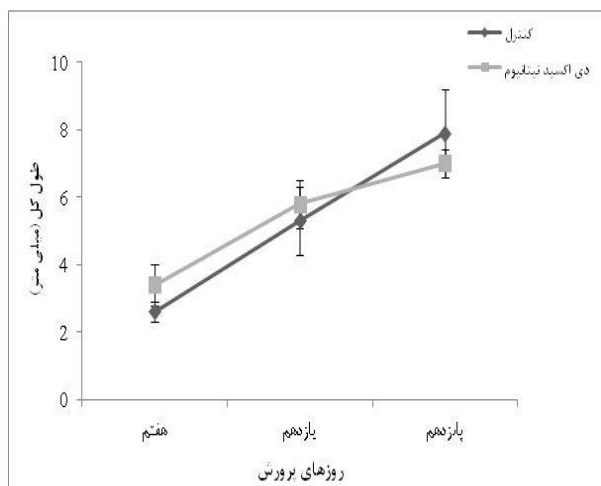 کنترل
دی اکسید تیتانیوم
10
8
6
4
2
0
طول کل (میلی متر)
هفتم
یازدهم
پانزدهم
روزهای پرورش